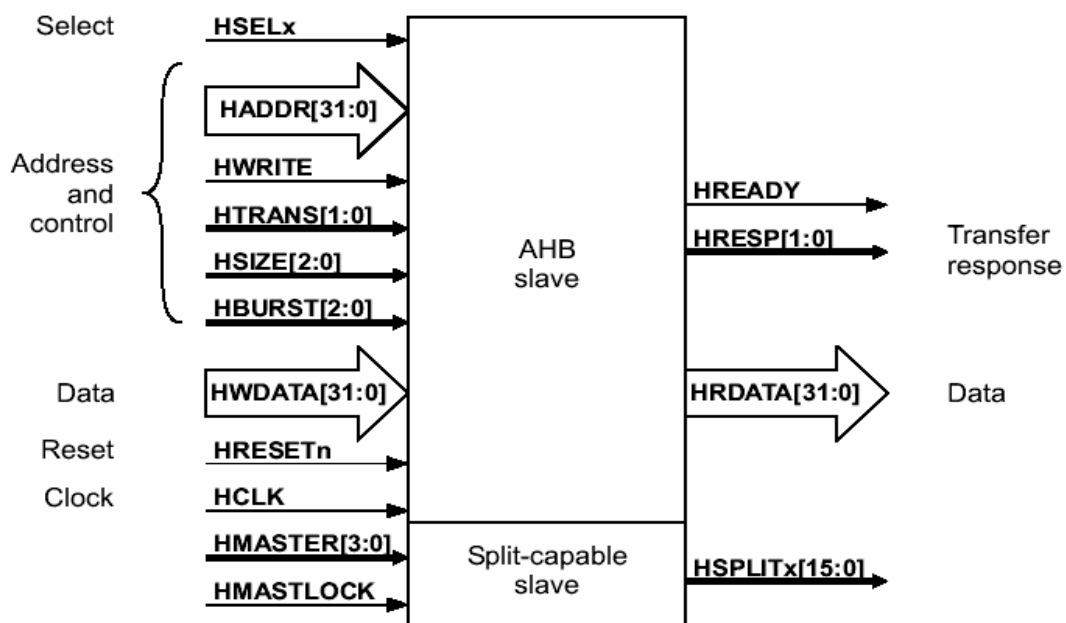 Select
HSELx
HADDR[31:0]
Address
and
control
HWRITE
HTRANS[1:0]
HSIZE[2:0]
HBURST[2:0]
Data
HWDATA[31:0]
Reset
HRESETn
Clock
HCLK
HMASTER[3:0]
HMASTLOCK
AHB
slave
Split-capable
slave
HREADY
HRESP[1:0]
Transfer
response
HRDATA[31:0]
Data
HSPLITx[15:0]